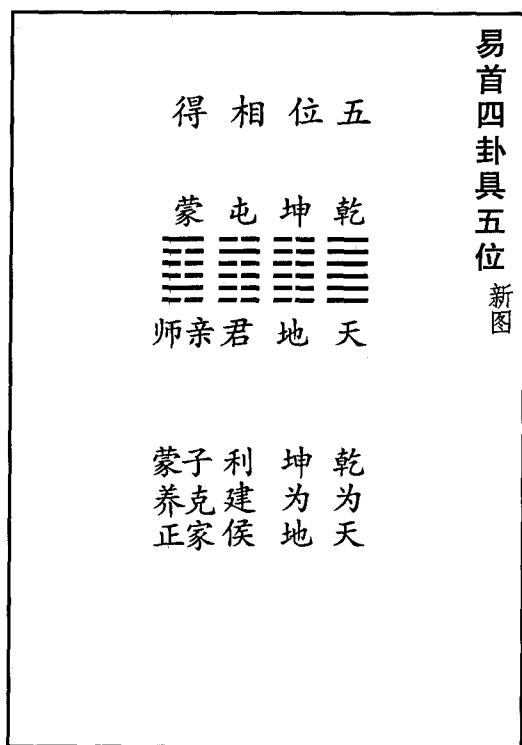 易首四卦具五位
新图
五位相得
乾坤屯蒙
天地君亲师
乾为天
坤为地
利建侯
子克家
蒙养正